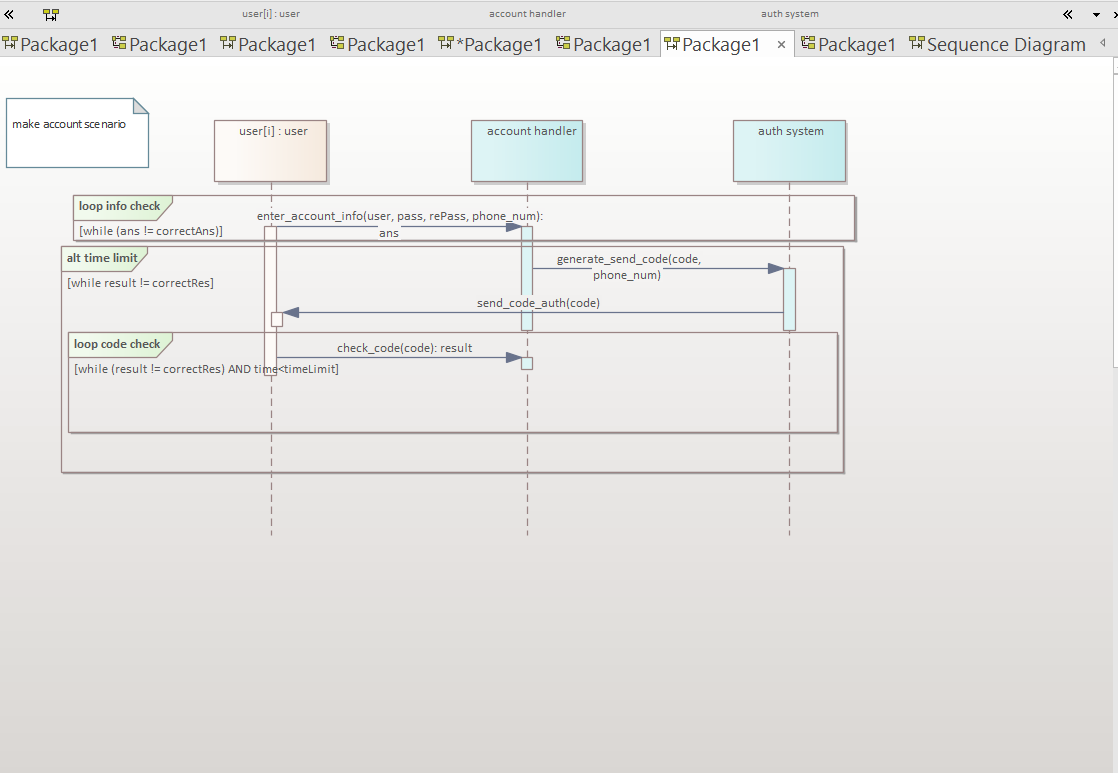 user[i] : user account handler auth system
Package1 Package1 Package1 Package1 *Package1 Package1 Package1 Package1 Sequence Diagram
make account scenario
user[i] : user account handler auth system
loop info check
enter_account_info(user, pass, rePass, phone_num):
[while (ans != correctAns)] ans
alt time limit
generate_send_code(code,
phone_num)
[while result != correctRes]
send_code_auth(code)
loop code check
check_code(code): result
[while (result != correctRes) AND time<timeLimit]